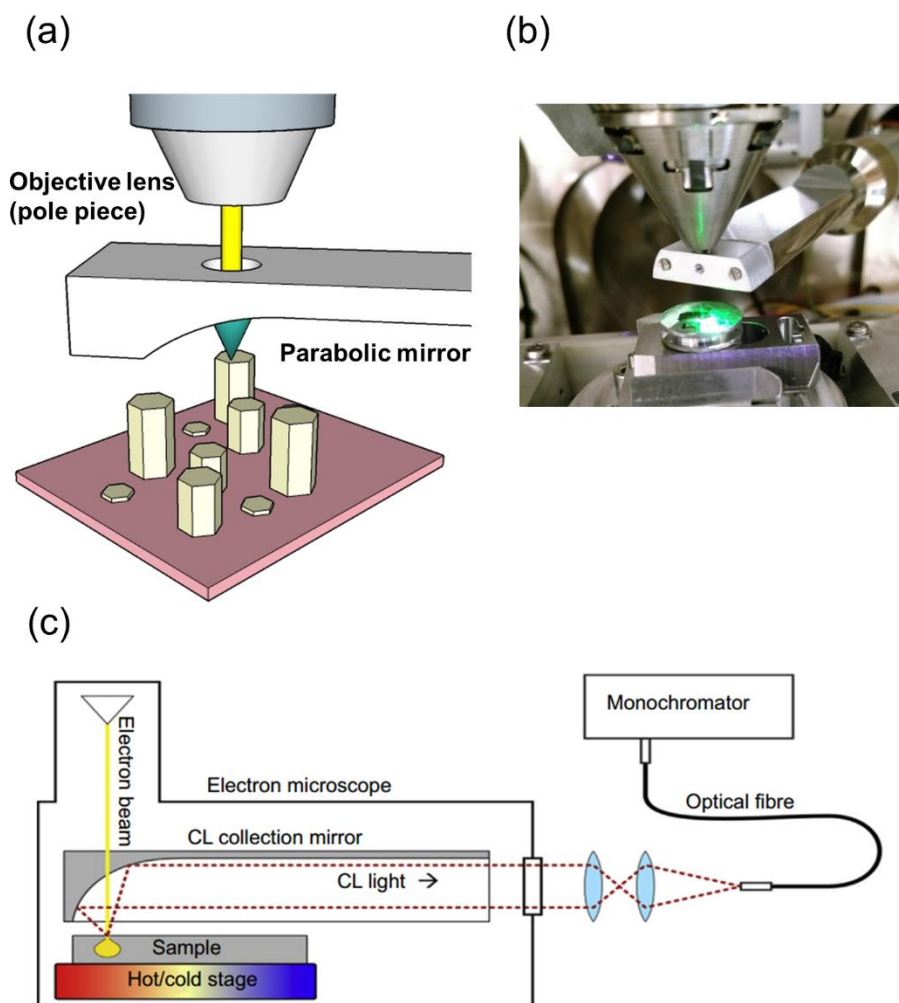 (a)
(b)
Objective lens
(pole piece)
Parabolic mirror
(c)
Monochromator
Electron beam
Electron microscope
Optical fibre
CL collection mirror
CL light →
Sample
Hot/cold stage